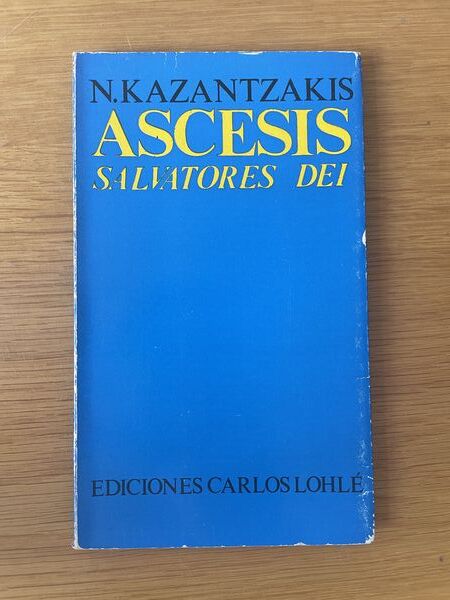 N.KAZANTZAKIS
ASCESIS
SALVATORES DEI
EDICIONES CARLOS LOHLÉ